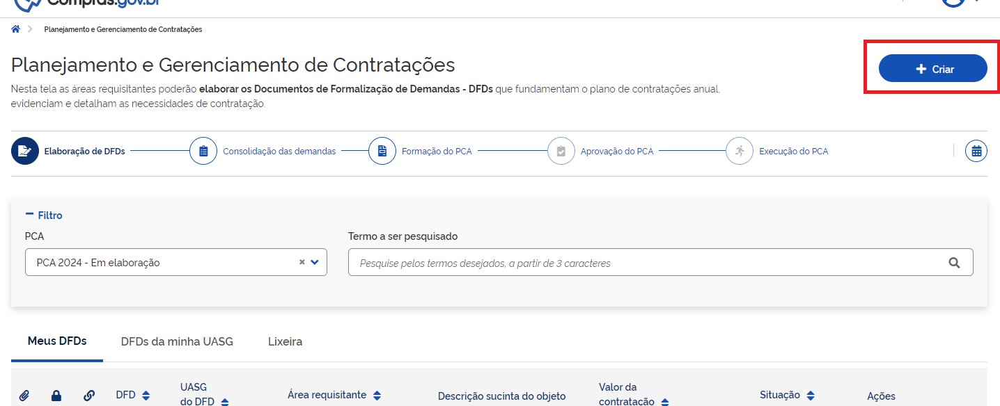 Compras.gov.br
Planejamento e Gerenciamento de Contratações
Planejamento e Gerenciamento de Contratações
Criar
Nesta tela as áreas requisitantes poderão elaborar os Documentos de Formalização de Demandas - DFDs que fundamentam o plano de contratações anual,
evidenciam e detalham as necessidades de contratação.
Elaboração de DFDs
Consolidação das demandas
Formação do PCA
Aprovação do PCA
Execução do PCA
Filtro
PCA
Termo a ser pesquisado
PCA 2024 - Em elaboração
Pesquise pelos termos desejados, a partir de 3 caracteres
Meus DFDs
DFDs da minha UASG
Lixeira
DFD
UASG
do DFD
Área requisitante
Descrição sucinta do objeto
Valor da
contratação
Situação
Ações